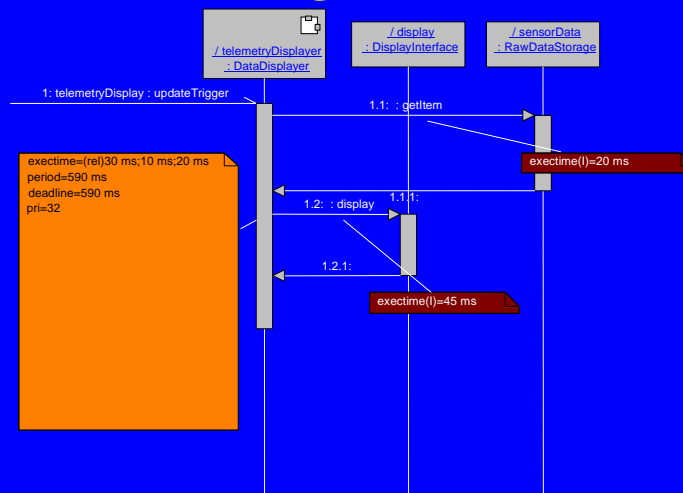 / telemetryDisplayer
: DataDisplayer
/ display
: DisplayInterface
/ sensorData
: RawDataStorage
1: telemetryDisplay : updateTrigger
1.1: : getItem
exectime=(rel)30 ms;10 ms;20 ms
period=590 ms
deadline=590 ms
pri=32
exectime(I)=20 ms
1.1.1:
1.2: : display
1.2.1:
exectime(I)=45 ms